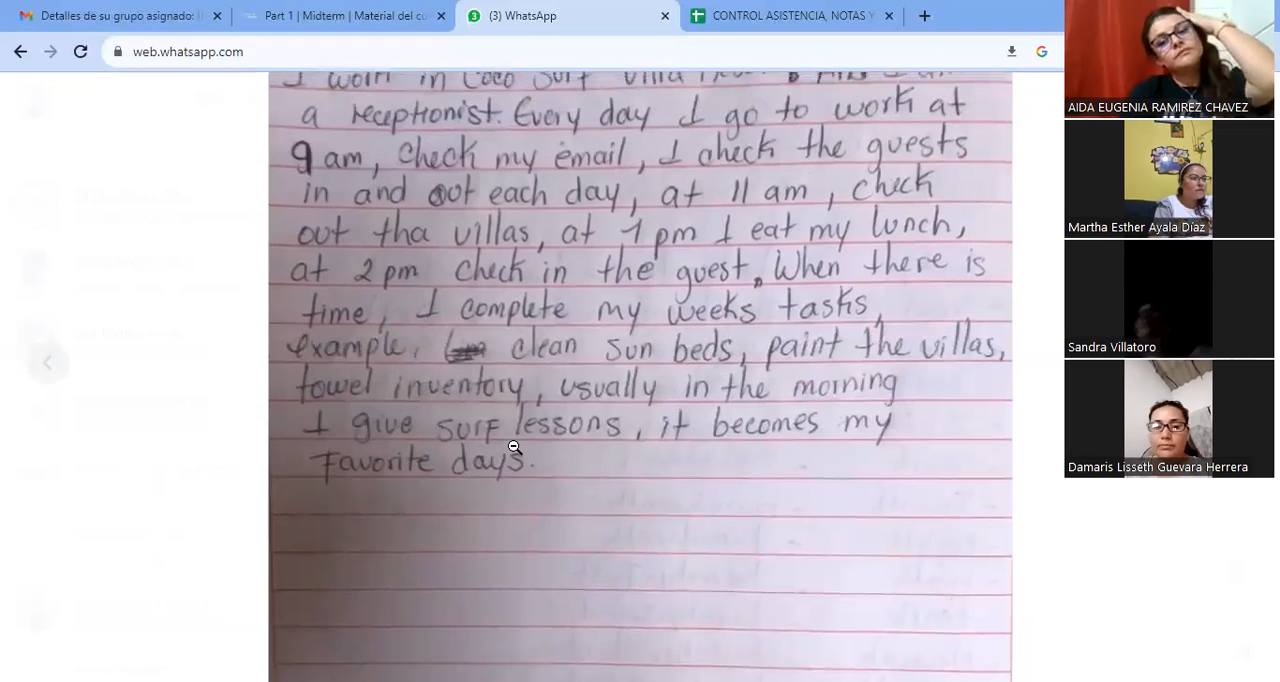 Detalles de su grupo asignado: I
Part 1 | Midterm | Material del cu
(3) WhatsApp
CONTROL ASISTENCIA, NOTAS Y
web.whatsapp.com
I work in Coco Surf Villa
a receptionist. Every day I go to work at
9 am, check my email, I check the guests
in and out each day, at 11 am, check
out tha villas, at 1 pm I eat my lunch,
at 2 pm check in the guest. When there is
time, I complete my weeks tasks,
example, clean sun beds, paint the villas,
towel inventory, usually in the morning
I give surf lessons, it becomes my
favorite days.
AIDA EUGENIA RAMIREZ CHAVEZ
Martha Esther Ayala Díaz
Sandra Villatoro
Damaris Lisseth Guevara Herrera